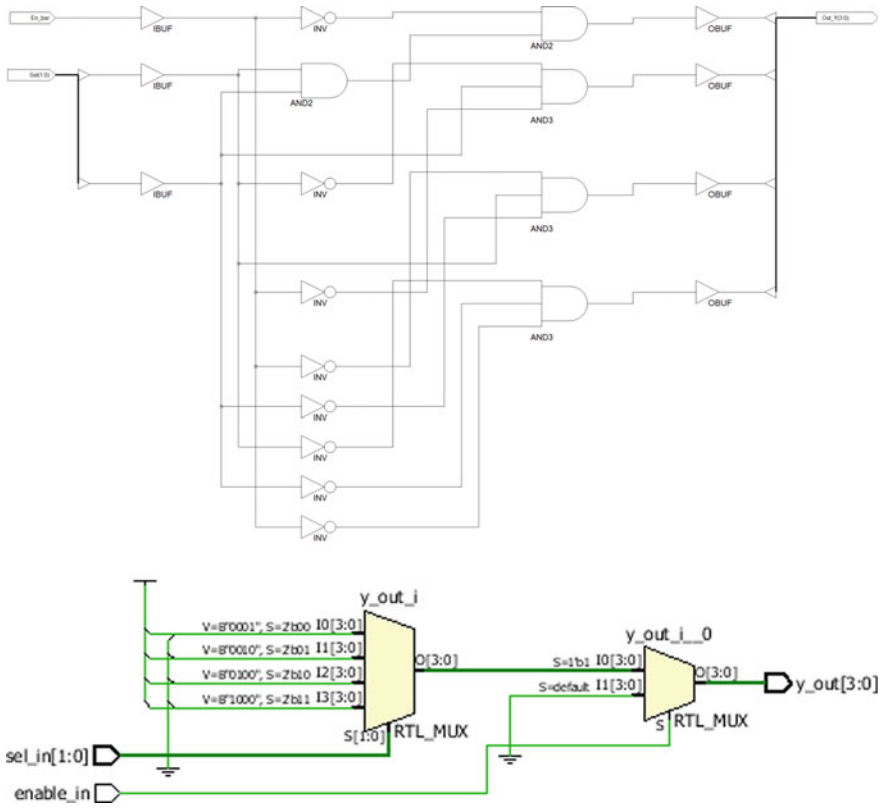 En_bar
IBUF
INV
AND2
OBUF
Out_Y(3:0)
Sel(1:0)
IBUF
AND2
AND3
OBUF
IBUF
INV
AND3
OBUF
INV
AND3
OBUF
INV
INV
INV
INV
INV
y_out_i
V=B"0001", S=2'b00 I0[3:0]
V=B"0010", S=2'b01 I1[3:0]
V=B"0100", S=2'b10 I2[3:0]
V=B"1000", S=2'b11 I3[3:0]
O[3:0]
S[1:0]
RTL_MUX
y_out_i__0
S=1'b1 I0[3:0]
S=default I1[3:0]
O[3:0]
S
RTL_MUX
y_out[3:0]
sel_in[1:0]
enable_in